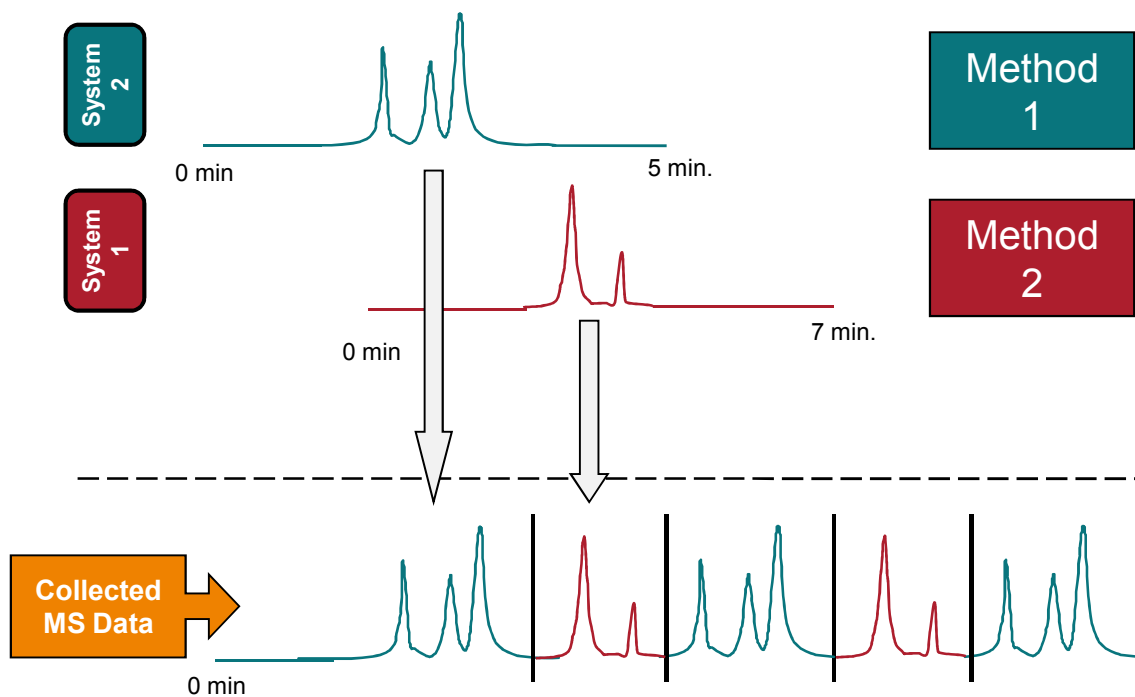 System
2
Method
1
0 min
5 min.
System
1
Method
2
0 min
7 min.
Collected
MS Data
0 min